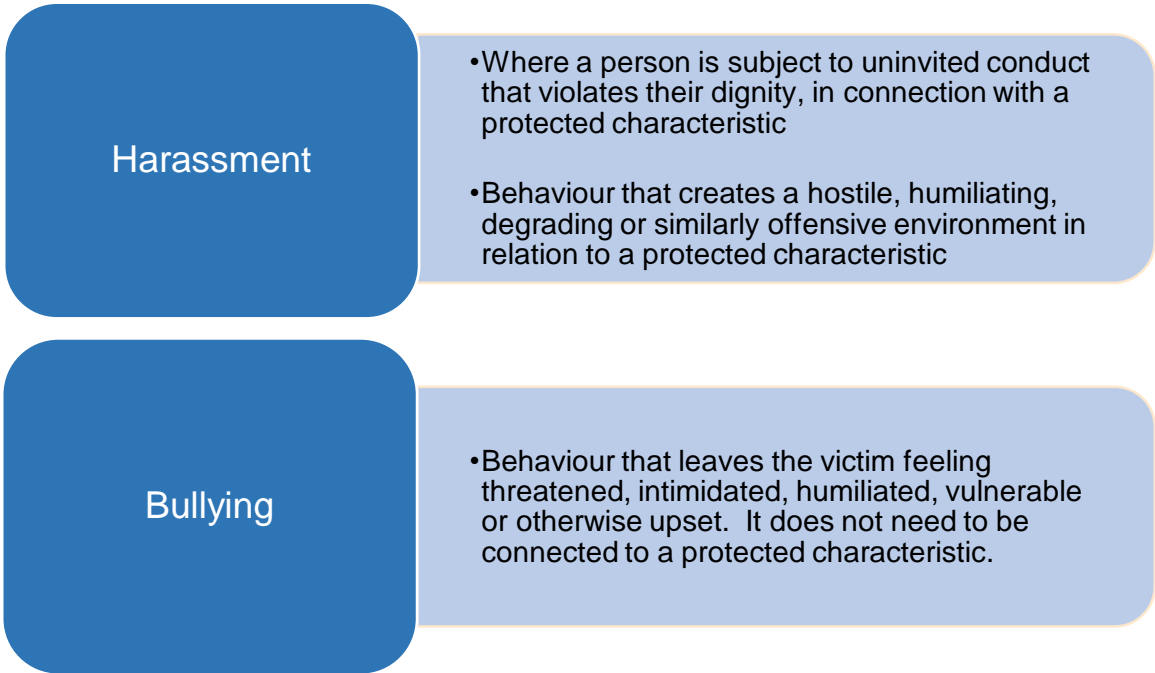 Harassment
•Where a person is subject to uninvited conduct
that violates their dignity, in connection with a
protected characteristic
•Behaviour that creates a hostile, humiliating,
degrading or similarly offensive environment in
relation to a protected characteristic
Bullying
•Behaviour that leaves the victim feeling
threatened, intimidated, humiliated, vulnerable
or otherwise upset.  It does not need to be
connected to a protected characteristic.